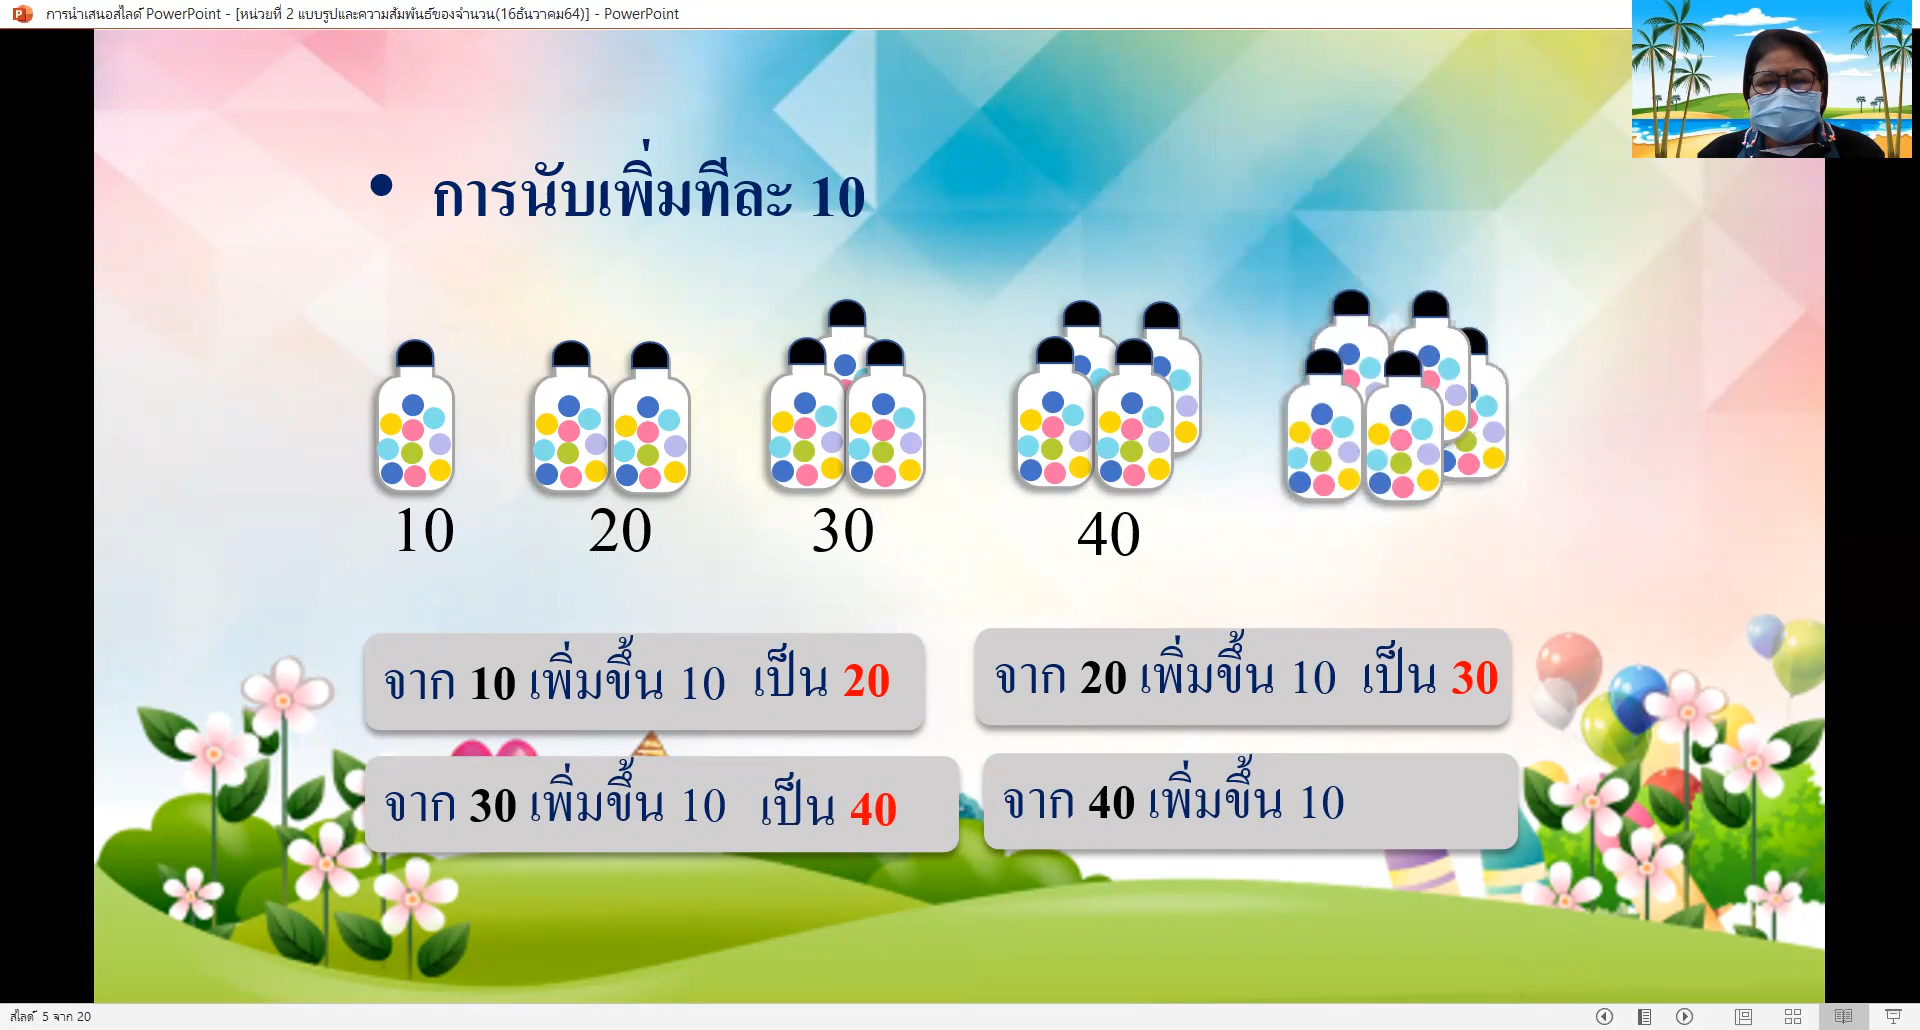 การนำเสนอสไลด์ PowerPoint - [หน่วยที่ 2 แบบรูปและความสัมพันธ์ของจำนวน(16ธันวาคม64)] - PowerPoint
• การนับเพิ่มทีละ 10
10 20 30 40
จาก 10 เพิ่มขึ้น 10 เป็น 20
จาก 20 เพิ่มขึ้น 10 เป็น 30
จาก 30 เพิ่มขึ้น 10 เป็น 40
จาก 40 เพิ่มขึ้น 10
สไลด์ 5 จาก 20